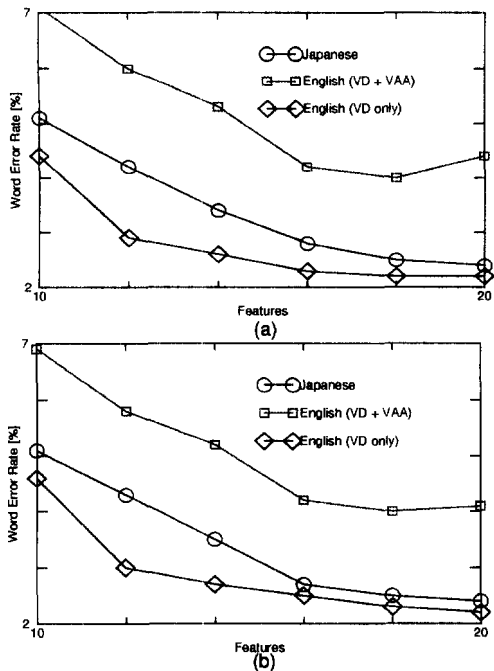 7
Word Error Rate [%]
Japanese
English (VD + VAA)
English (VD only)
2
10
20
Features
(a)
7
Word Error Rate [%]
Japanese
English (VD + VAA)
English (VD only)
2
10
20
Features
(b)